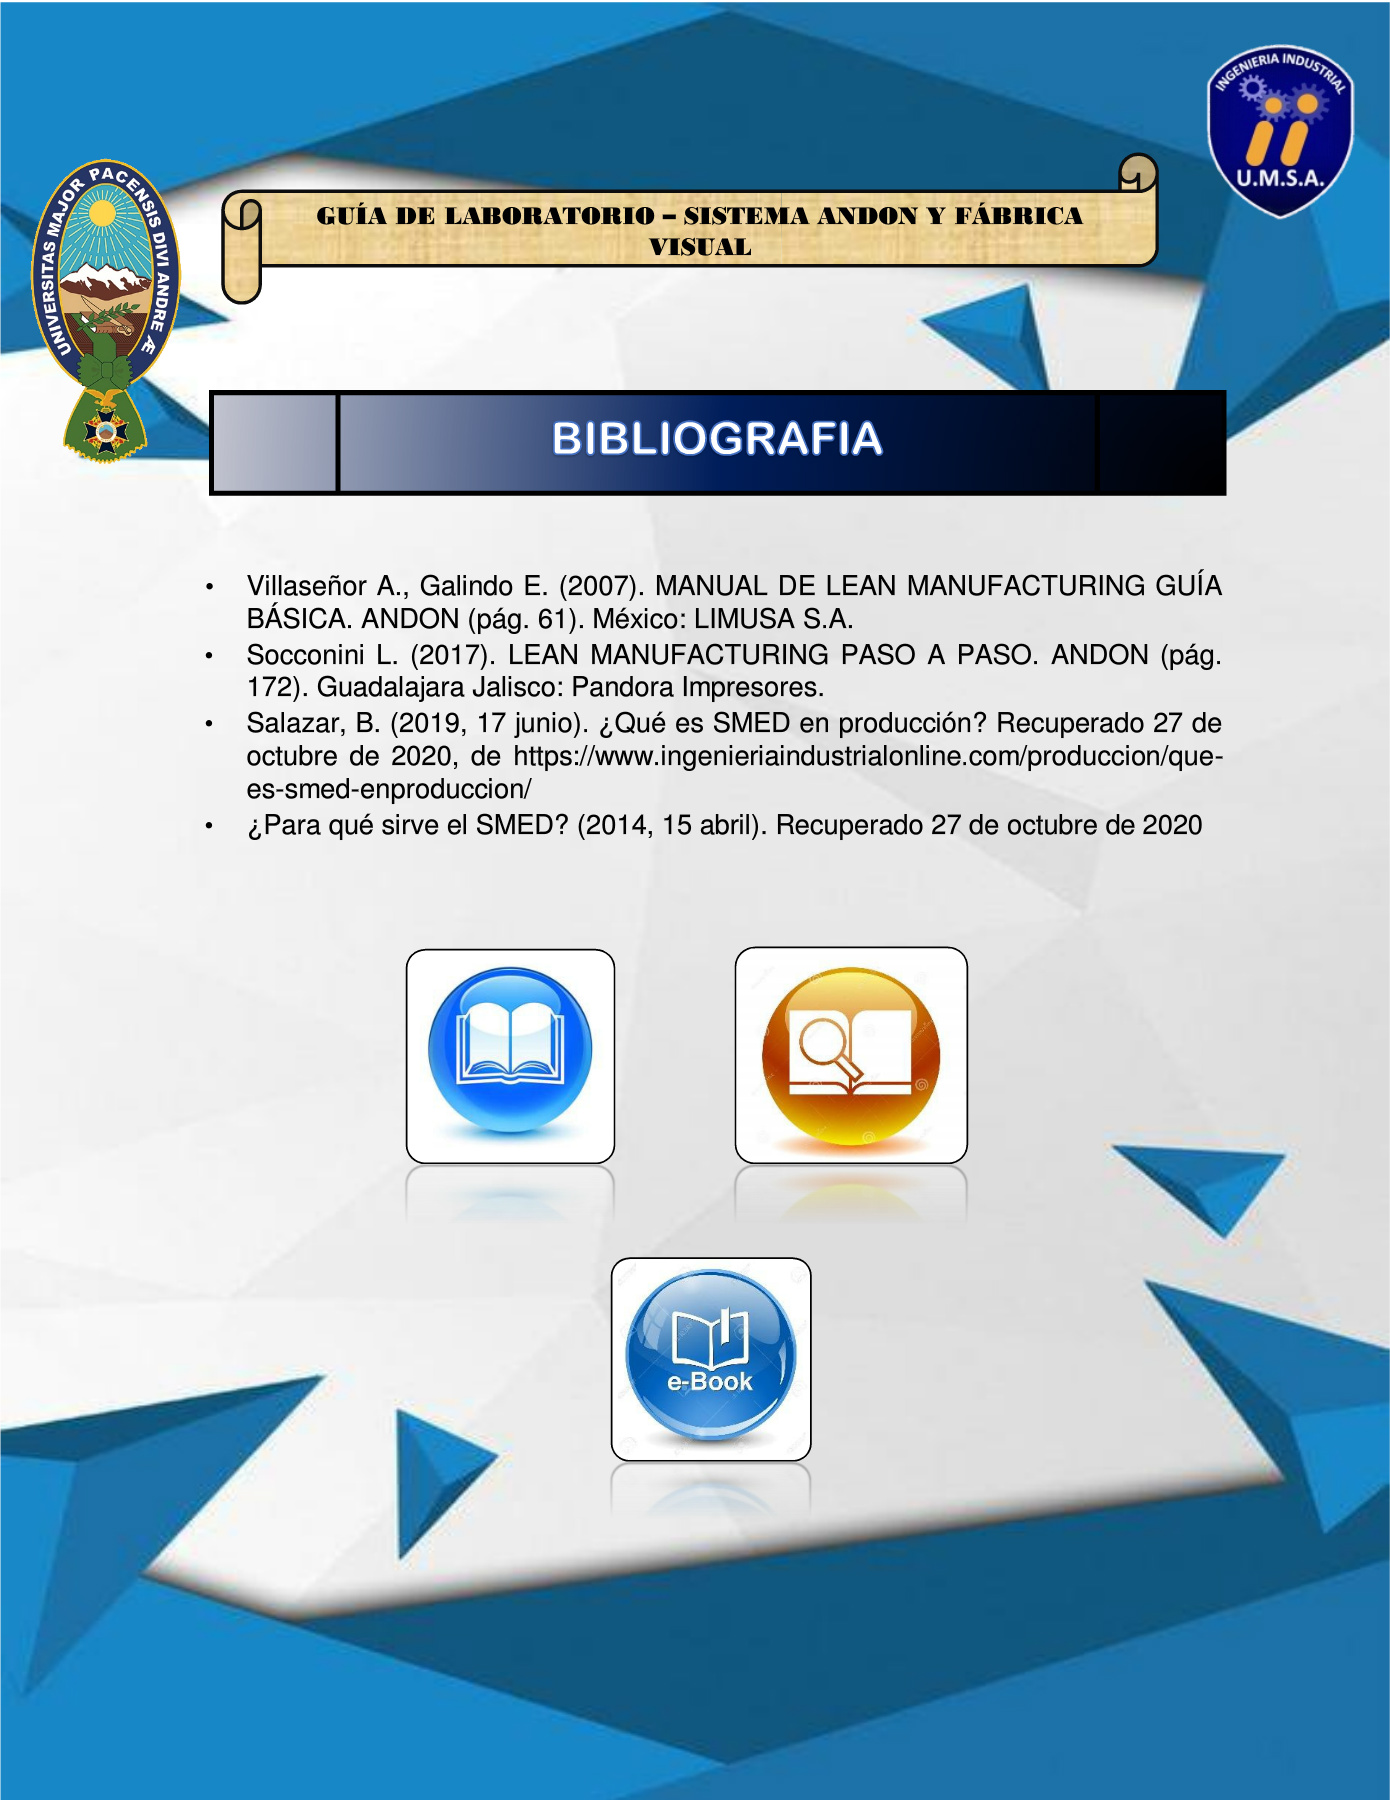 INGENIERIA INDUSTRIAL
U.M.S.A.
UNIVERSITAS MAJOR PACENSIS DIVI ANDRE Æ
GUÍA DE LABORATORIO – SISTEMA ANDON Y FÁBRICA
VISUAL
BIBLIOGRAFIA
• Villaseñor A., Galindo E. (2007). MANUAL DE LEAN MANUFACTURING GUÍA
BÁSICA. ANDON (pág. 61). México: LIMUSA S.A.
• Socconini L. (2017). LEAN MANUFACTURING PASO A PASO. ANDON (pág.
172). Guadalajara Jalisco: Pandora Impresores.
• Salazar, B. (2019, 17 junio). ¿Qué es SMED en producción? Recuperado 27 de
octubre de 2020, de https://www.ingenieriaindustrialonline.com/produccion/que-
es-smed-enproduccion/
• ¿Para qué sirve el SMED? (2014, 15 abril). Recuperado 27 de octubre de 2020
e-Book